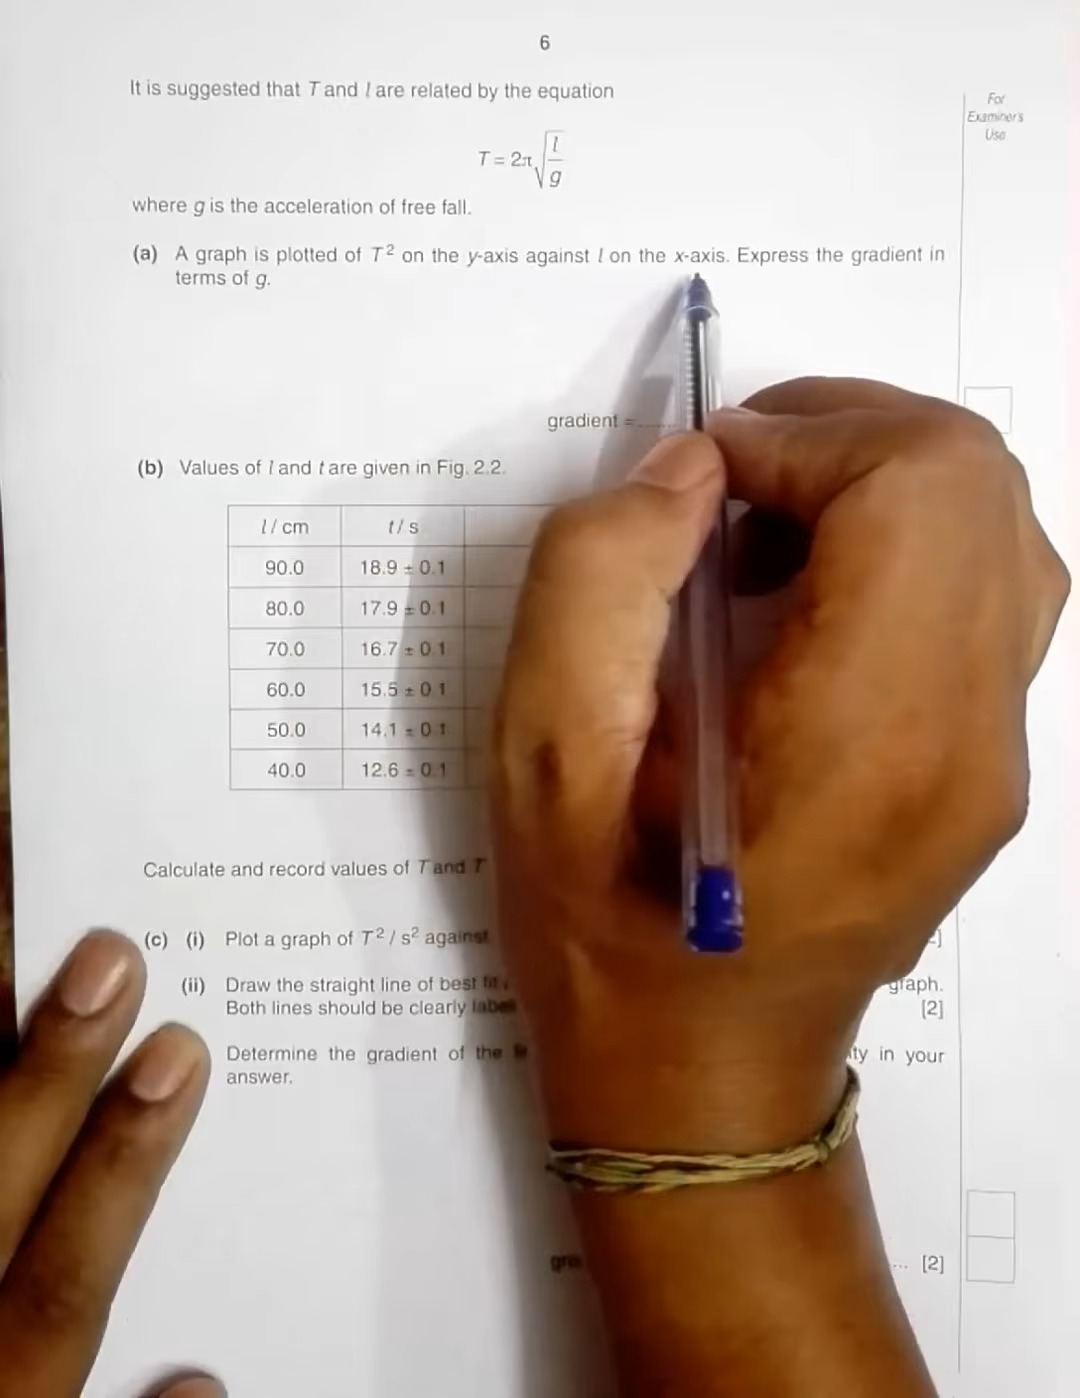 6
It is suggested that T and l are related by the equation
For
Examiner's
Use
T = 2π√(l/g)
where g is the acceleration of free fall.
(a) A graph is plotted of T² on the y-axis against l on the x-axis. Express the gradient in
terms of g.
gradient = ......
(b) Values of l and t are given in Fig. 2.2.
l / cm t / s
90.0 18.9 ± 0.1
80.0 17.9 ± 0.1
70.0 16.7 ± 0.1
60.0 15.5 ± 0.1
50.0 14.1 ± 0.1
40.0 12.6 ± 0.1
Calculate and record values of T and T
(c) (i) Plot a graph of T² / s² against
(ii) Draw the straight line of best fit graph.
Both lines should be clearly [2]
Determine the gradient of the in your
answer.
... [2]